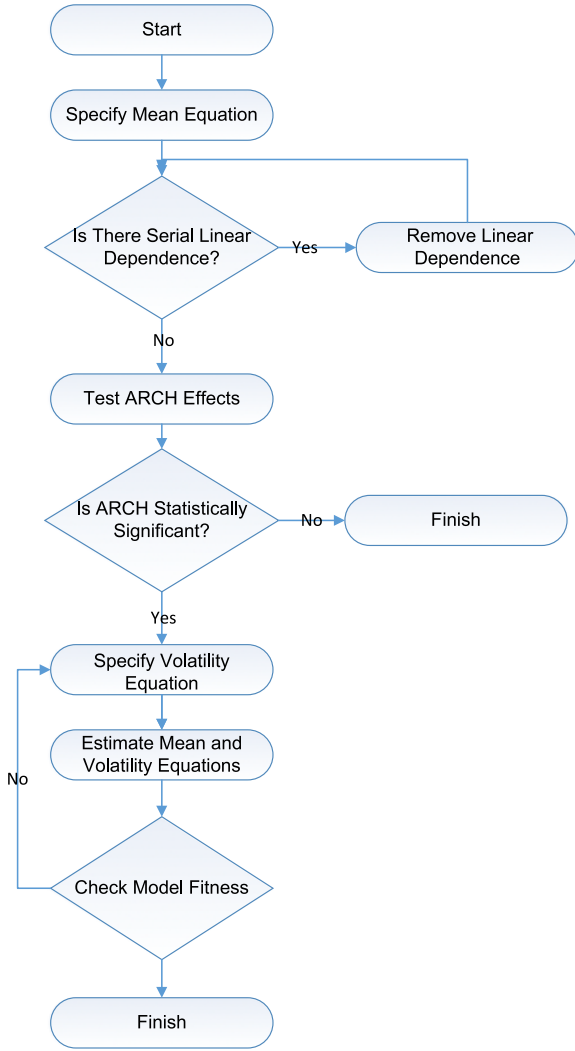 Start
Specify Mean Equation
Is There Serial Linear
Dependence?
Yes
Remove Linear
Dependence
No
Test ARCH Effects
Is ARCH Statistically
Significant?
No
Finish
Yes
Specify Volatility
Equation
Estimate Mean and
Volatility Equations
No
Check Model Fitness
Finish